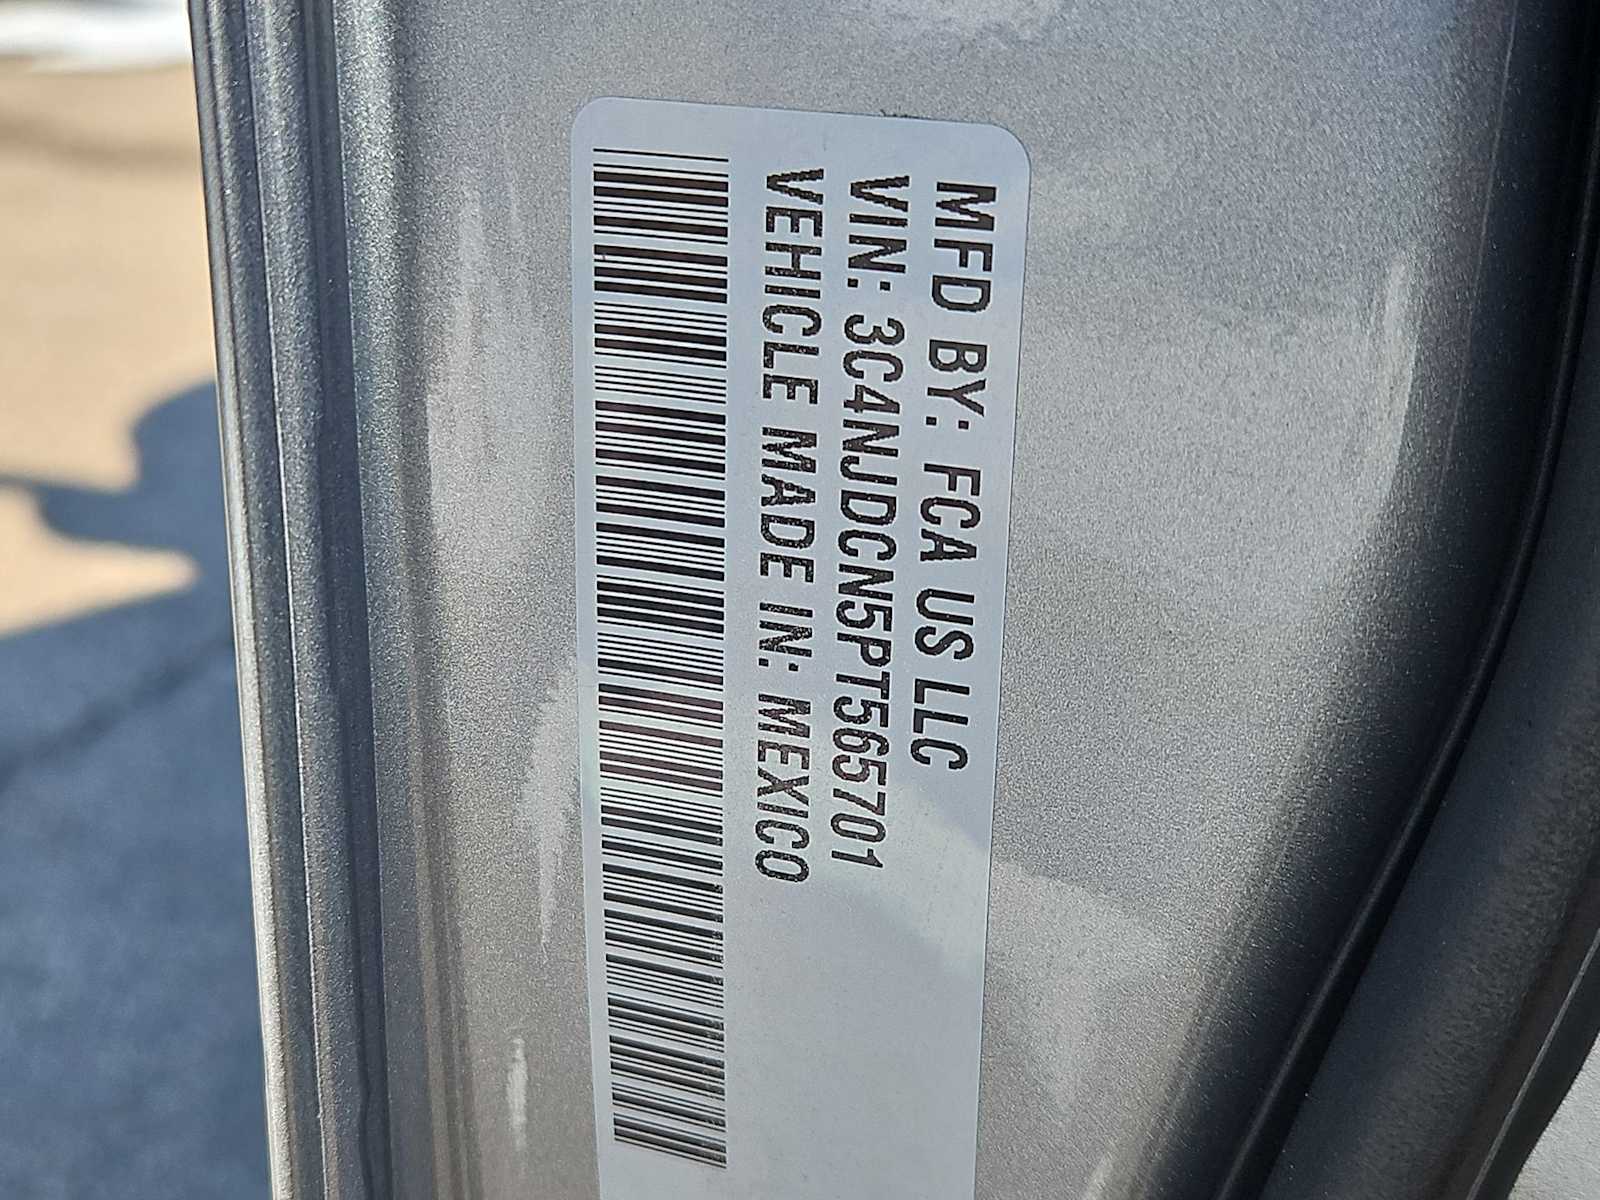 MFD BY: FCA US LLC
VIN: 3C4NJDCN5PT565701
VEHICLE MADE IN: MEXICO